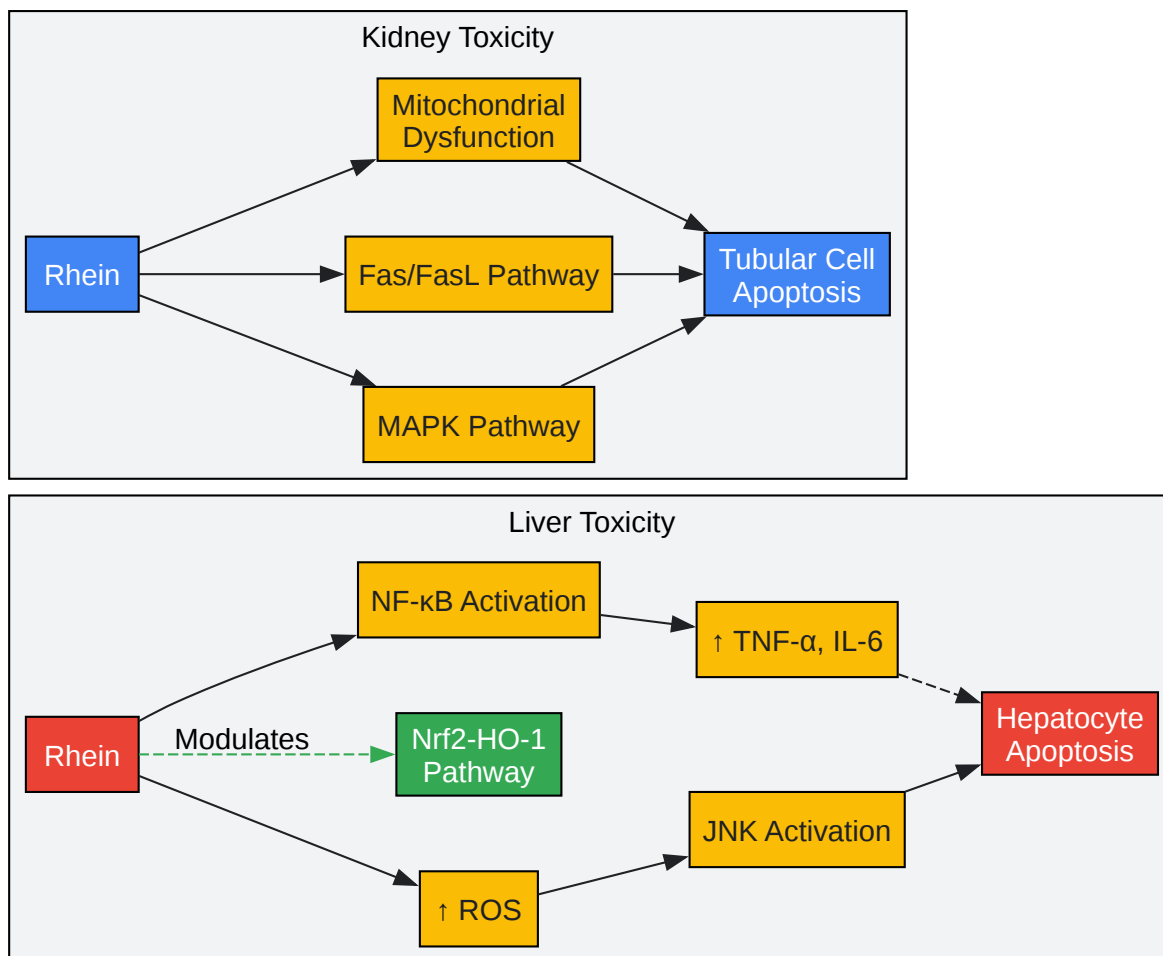 Kidney Toxicity
Mitochondrial
Dysfunction
Rhein
Fas/FasL Pathway
Tubular Cell
Apoptosis
MAPK Pathway
Liver Toxicity
NF-κB Activation
↑ TNF-α, IL-6
Rhein
Modulates
Nrf2-HO-1
Pathway
Hepatocyte
Apoptosis
JNK Activation
↑ ROS